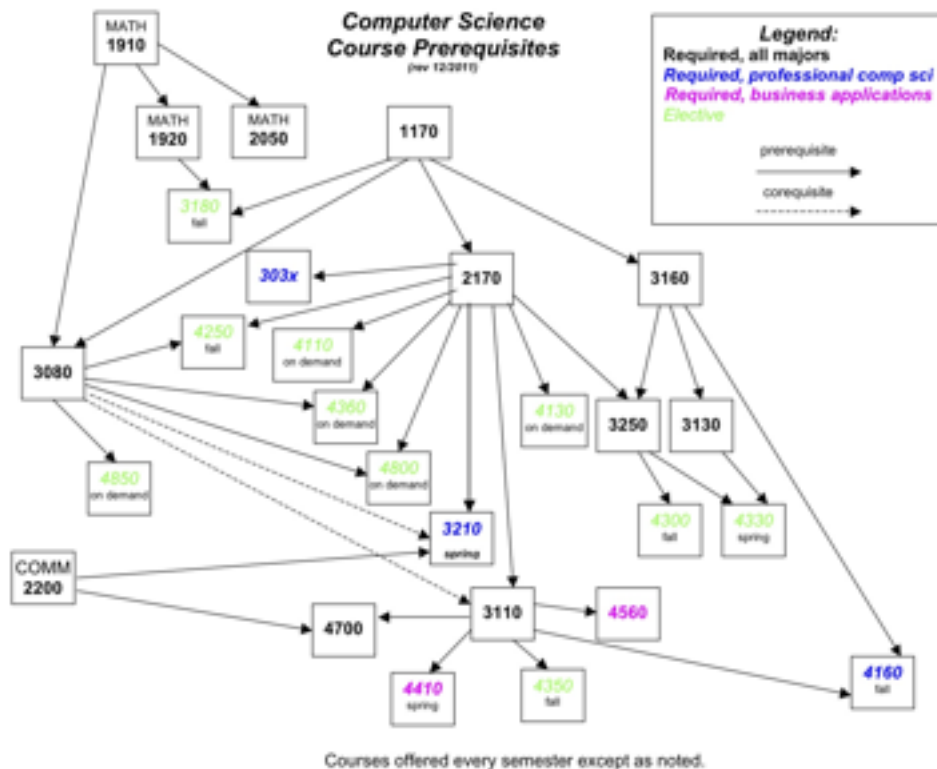 Computer Science
Course Prerequisites
(rev 12/2011)
Legend:
Required, all majors
Required, professional comp sci
Required, business applications
Elective
prerequisite
corequisite
MATH
1910
MATH
1920
MATH
2050
1170
3180
fall
303x
2170
3160
4250
fall
4110
on demand
3080
4360
on demand
4130
on demand
3250
3130
4850
on demand
4800
on demand
3210
spring
4300
fall
4330
spring
COMM
2200
4700
3110
4560
4410
spring
4350
fall
4160
fall
Courses offered every semester except as noted.